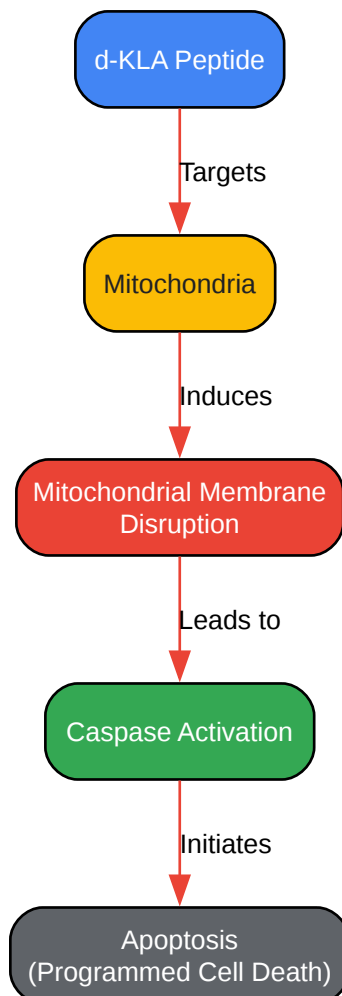 d-KLA Peptide
Targets
Mitochondria
Induces
Mitochondrial Membrane
Disruption
Leads to
Caspase Activation
Initiates
Apoptosis
(Programmed Cell Death)